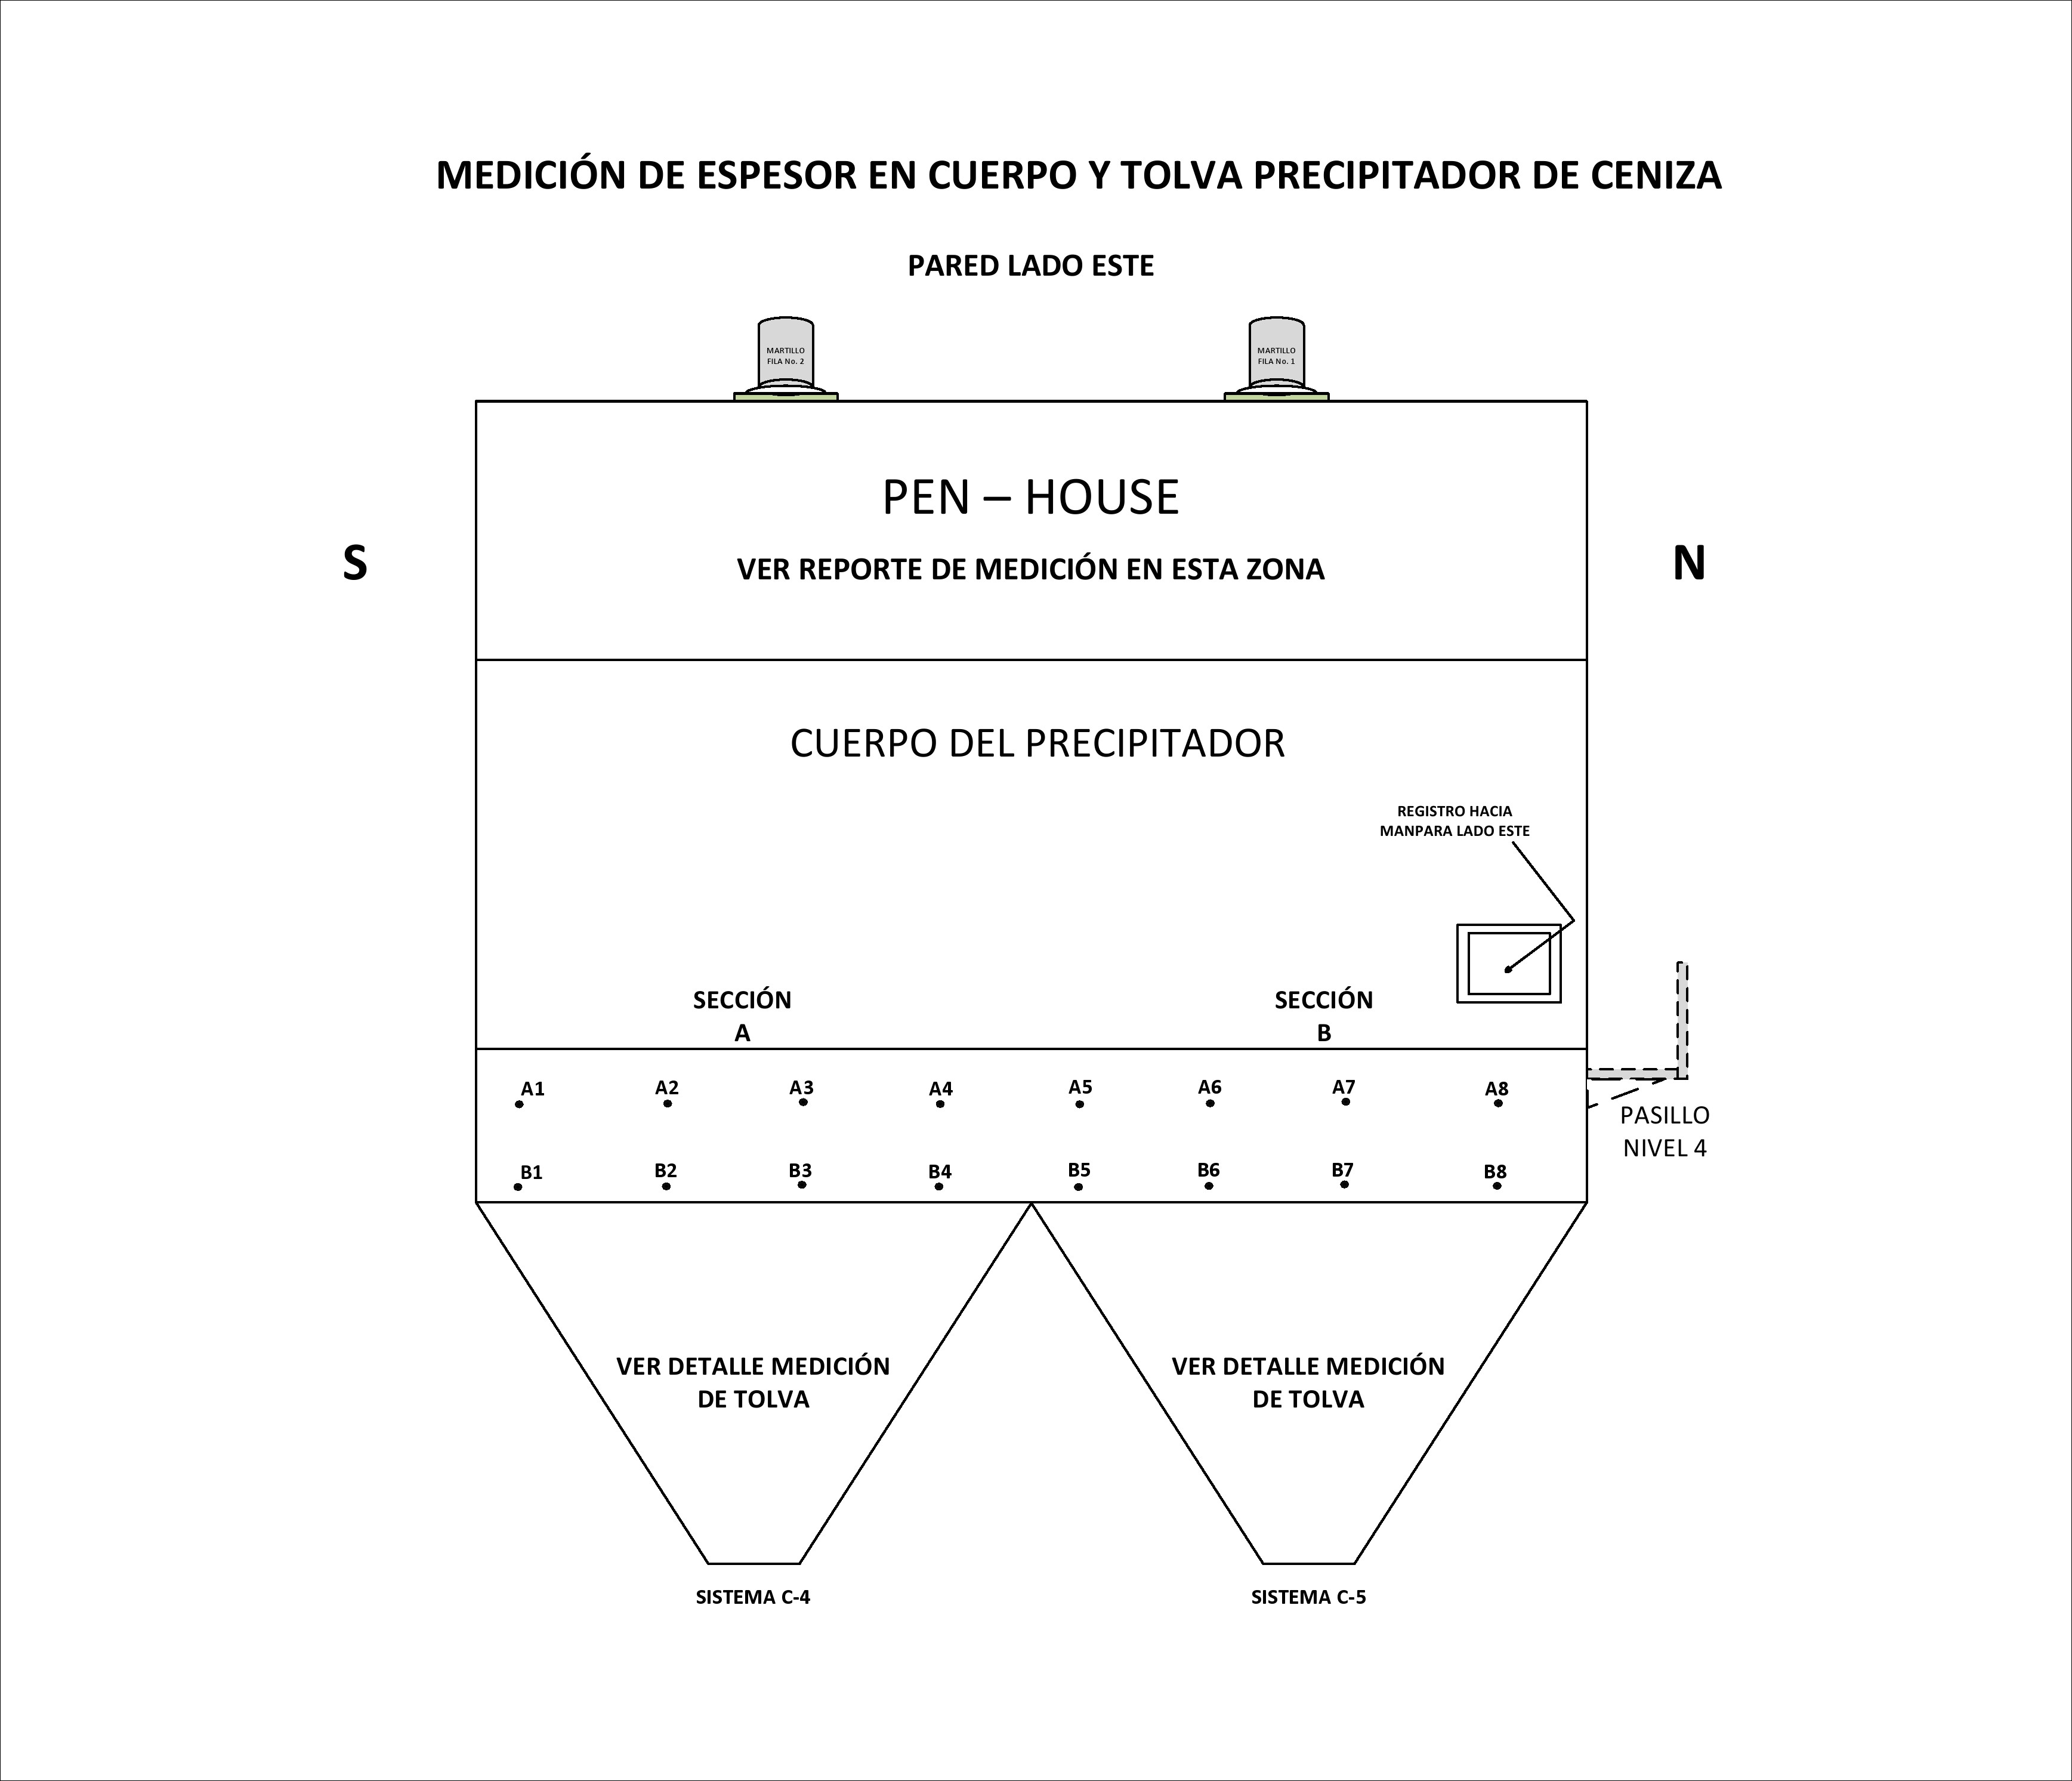 MEDICIÓN DE ESPESOR EN CUERPO Y TOLVA PRECIPITADOR DE CENIZA
PARED LADO ESTE
MARTILLO
FILA No. 2
MARTILLO
FILA No. 1
PEN – HOUSE
S
VER REPORTE DE MEDICIÓN EN ESTA ZONA
N
CUERPO DEL PRECIPITADOR
REGISTRO HACIA
MANPARA LADO ESTE
SECCIÓN
A
SECCIÓN
B
A1 A2 A3 A4 A5 A6 A7 A8
PASILLO
NIVEL 4
B1 B2 B3 B4 B5 B6 B7 B8
VER DETALLE MEDICIÓN
DE TOLVA
VER DETALLE MEDICIÓN
DE TOLVA
SISTEMA C-4
SISTEMA C-5